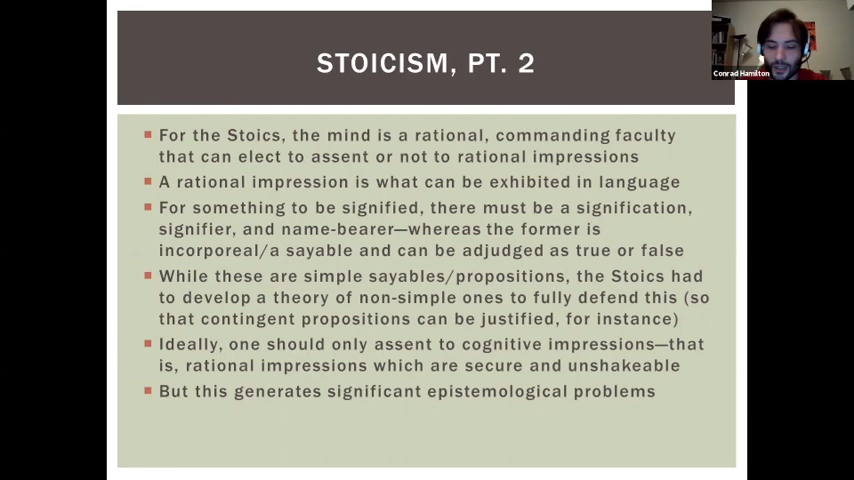 STOICISM, PT. 2
Conrad Hamilton
For the Stoics, the mind is a rational, commanding faculty
that can elect to assent or not to rational impressions
A rational impression is what can be exhibited in language
For something to be signified, there must be a signification,
signifier, and name-bearer—whereas the former is
incorporeal/a sayable and can be adjudged as true or false
While these are simple sayables/propositions, the Stoics had
to develop a theory of non-simple ones to fully defend this (so
that contingent propositions can be justified, for instance)
Ideally, one should only assent to cognitive impressions—that
is, rational impressions which are secure and unshakeable
But this generates significant epistemological problems